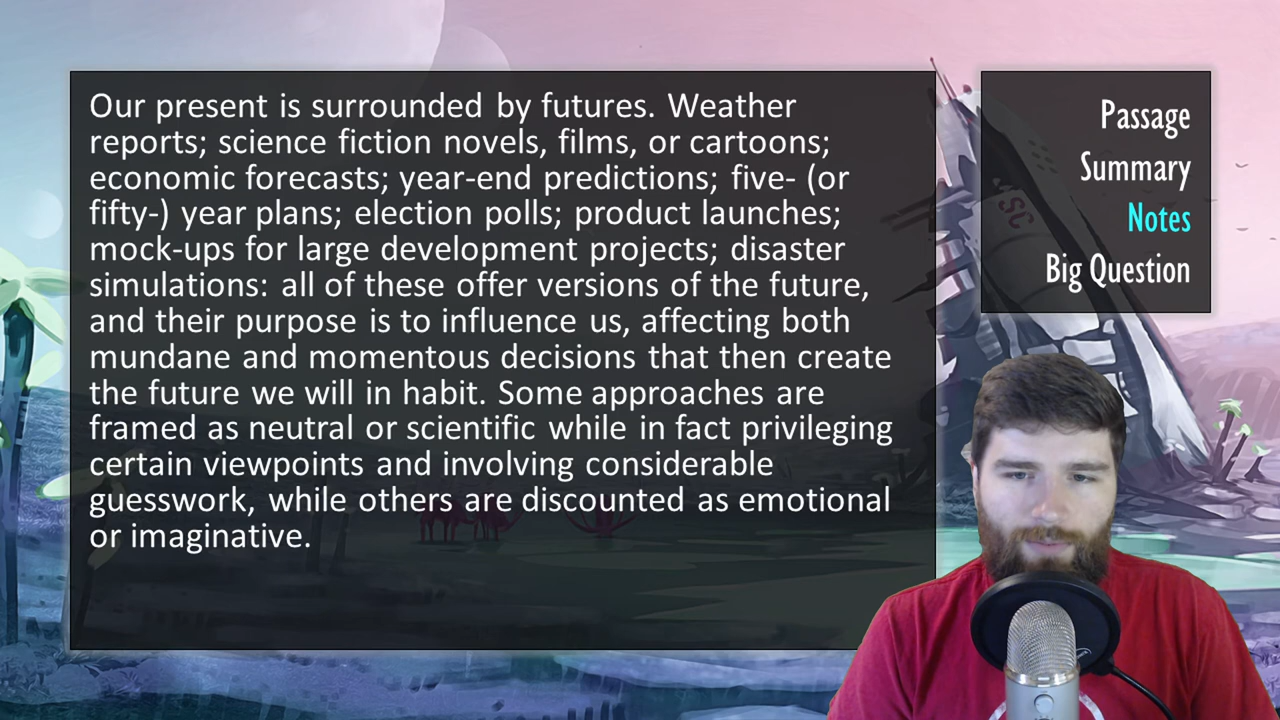 Our present is surrounded by futures. Weather
reports; science fiction novels, films, or cartoons;
economic forecasts; year-end predictions; five- (or
fifty-) year plans; election polls; product launches;
mock-ups for large development projects; disaster
simulations: all of these offer versions of the future,
and their purpose is to influence us, affecting both
mundane and momentous decisions that then create
the future we will in habit. Some approaches are
framed as neutral or scientific while in fact privileging
certain viewpoints and involving considerable
guesswork, while others are discounted as emotional
or imaginative.
Passage
Summary
Notes
Big Question